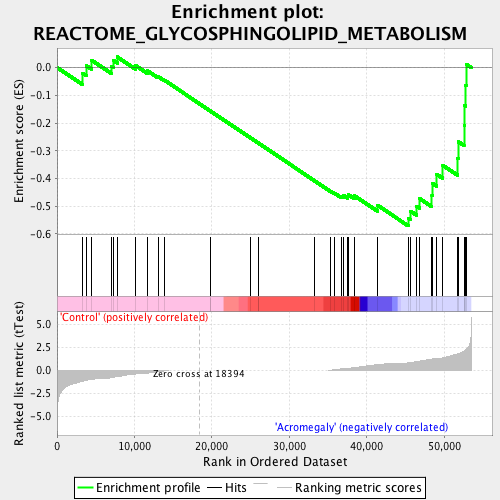 Enrichment plot:
REACTOME_GLYCOSPHINGOLIPID_METABOLISM
Enrichment score (ES)
0.0
-0.1
-0.2
-0.3
-0.4
-0.5
-0.6
'Control' (positively correlated)
Ranked list metric (tTest)
5.0
2.5
0.0
-2.5
-5.0
Zero cross at 18394
'Acromegaly' (negatively correlated)
0
10,000
20,000
30,000
40,000
50,000
Rank in Ordered Dataset
Enrichment profile
Hits
Ranking metric scores